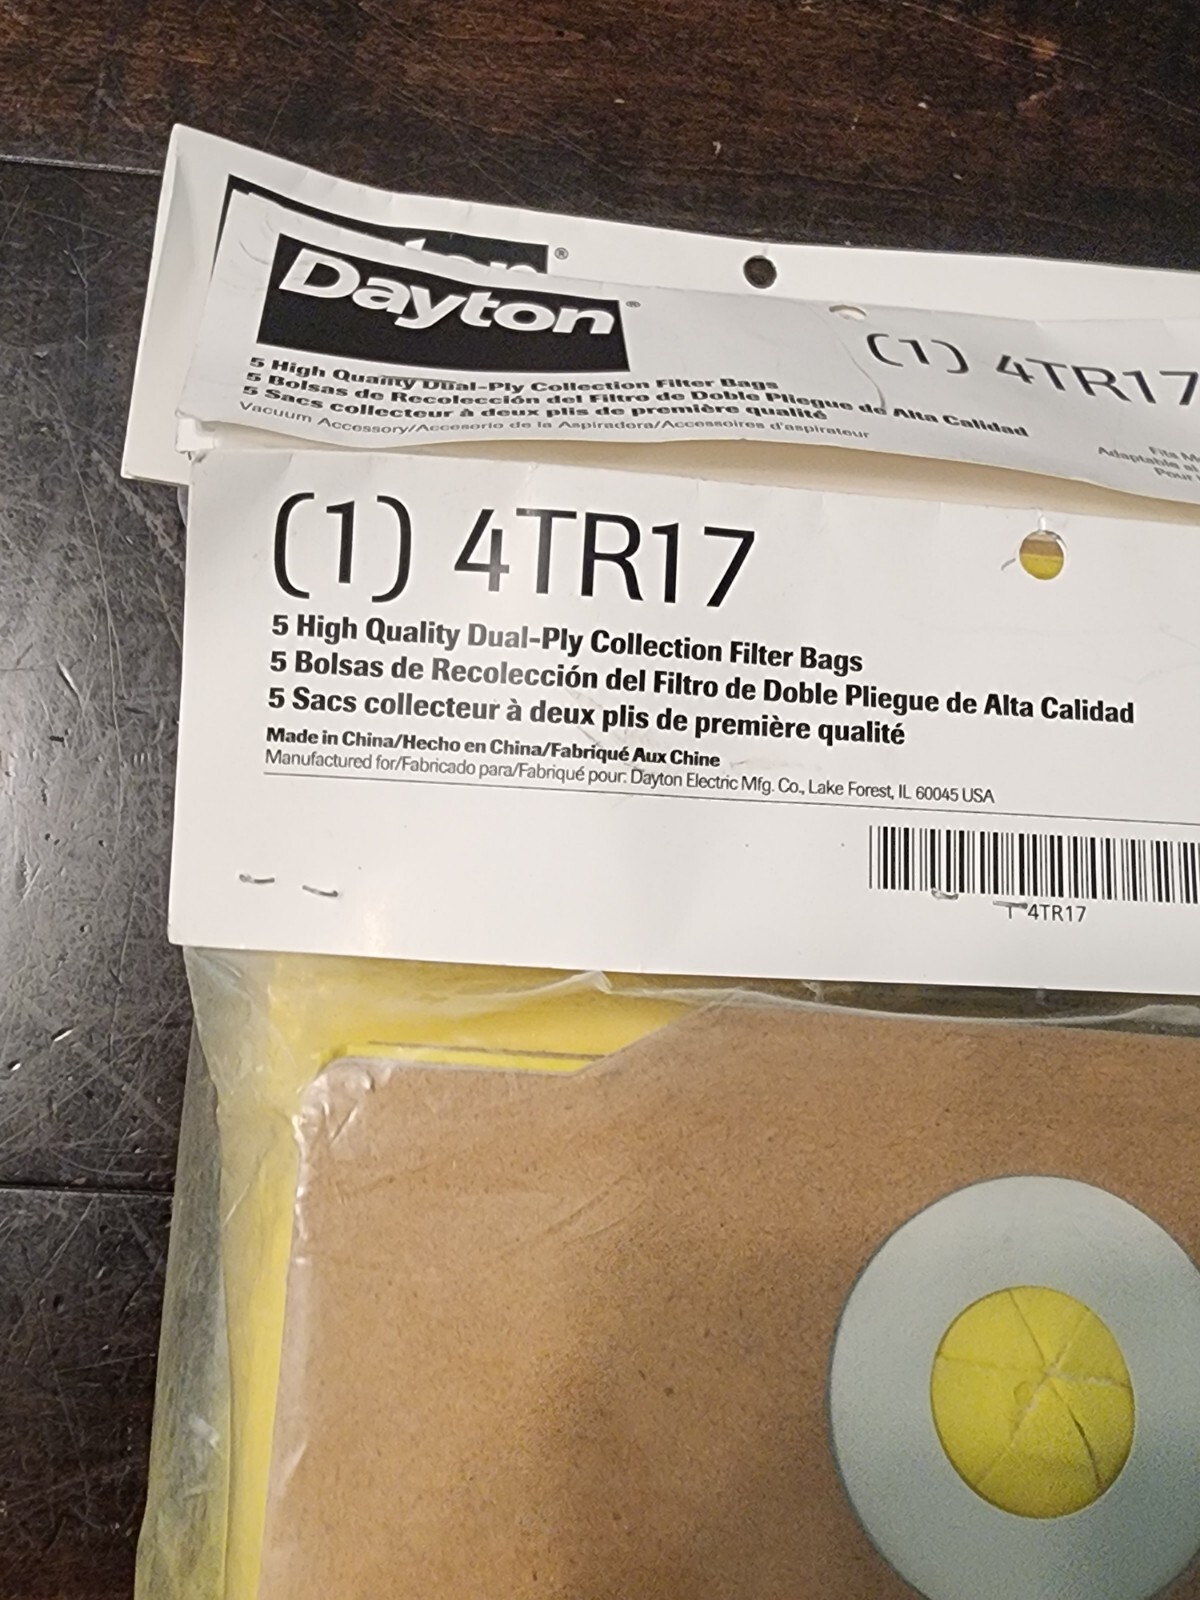 Dayton®
(1) 4TR17
5 High Quality Dual-Ply Collection Filter Bags
5 Bolsas de Recolección del Filtro de Doble Pliegue de Alta Calidad
5 Sacs collecteur à deux plis de première qualité
Vacuum Accessory/Accesorio de la Aspiradora/Accessoires d'aspirateur
Fits
Adaptable al
Pour
(1) 4TR17
5 High Quality Dual-Ply Collection Filter Bags
5 Bolsas de Recolección del Filtro de Doble Pliegue de Alta Calidad
5 Sacs collecteur à deux plis de première qualité
Made in China/Hecho en China/Fabriqué Aux Chine
Manufactured for/Fabricado para/Fabriqué pour: Dayton Electric Mfg. Co., Lake Forest, IL 60045 USA
4TR17